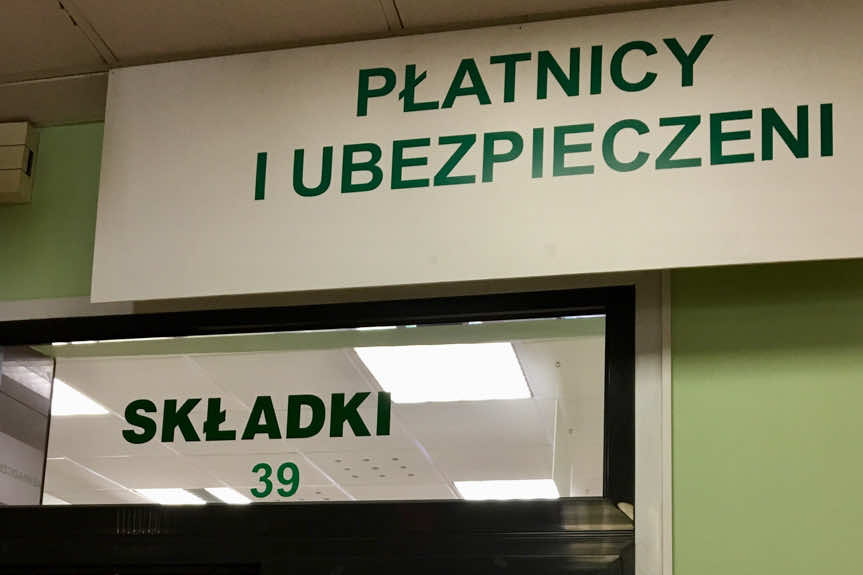 PŁATNICY
I UBEZPIECZENI
SKŁADKI
39